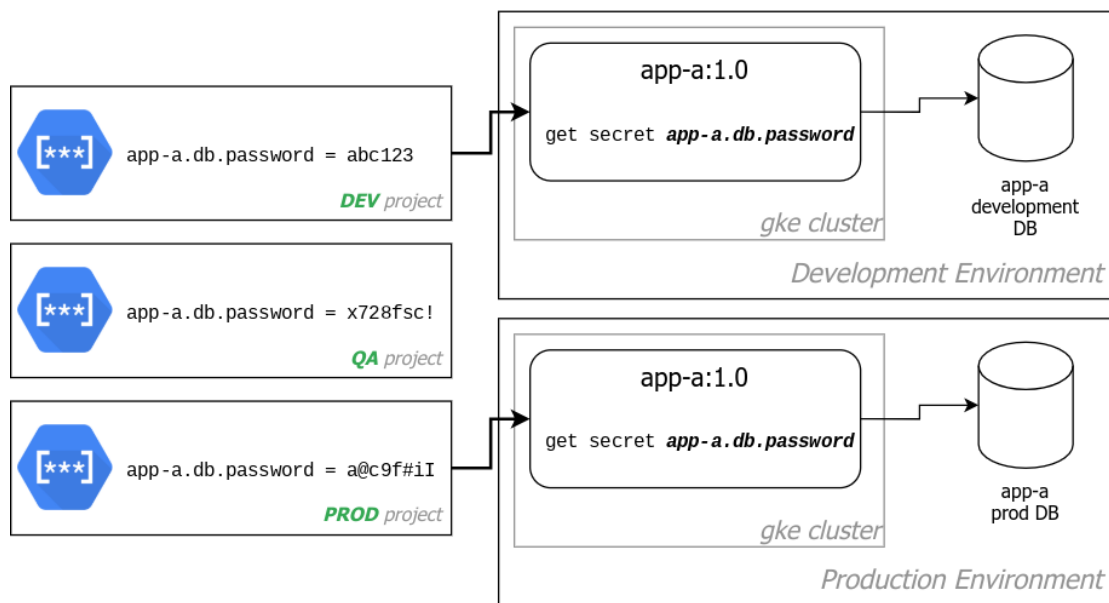 app-a:1.0
get secret app-a.db.password
gke cluster
app-a
development
DB
Development Environment
[***]
app-a.db.password = abc123
DEV project
[***]
app-a.db.password = x728fsc!
QA project
[***]
app-a.db.password = a@c9f#iI
PROD project
app-a:1.0
get secret app-a.db.password
gke cluster
app-a
prod DB
Production Environment